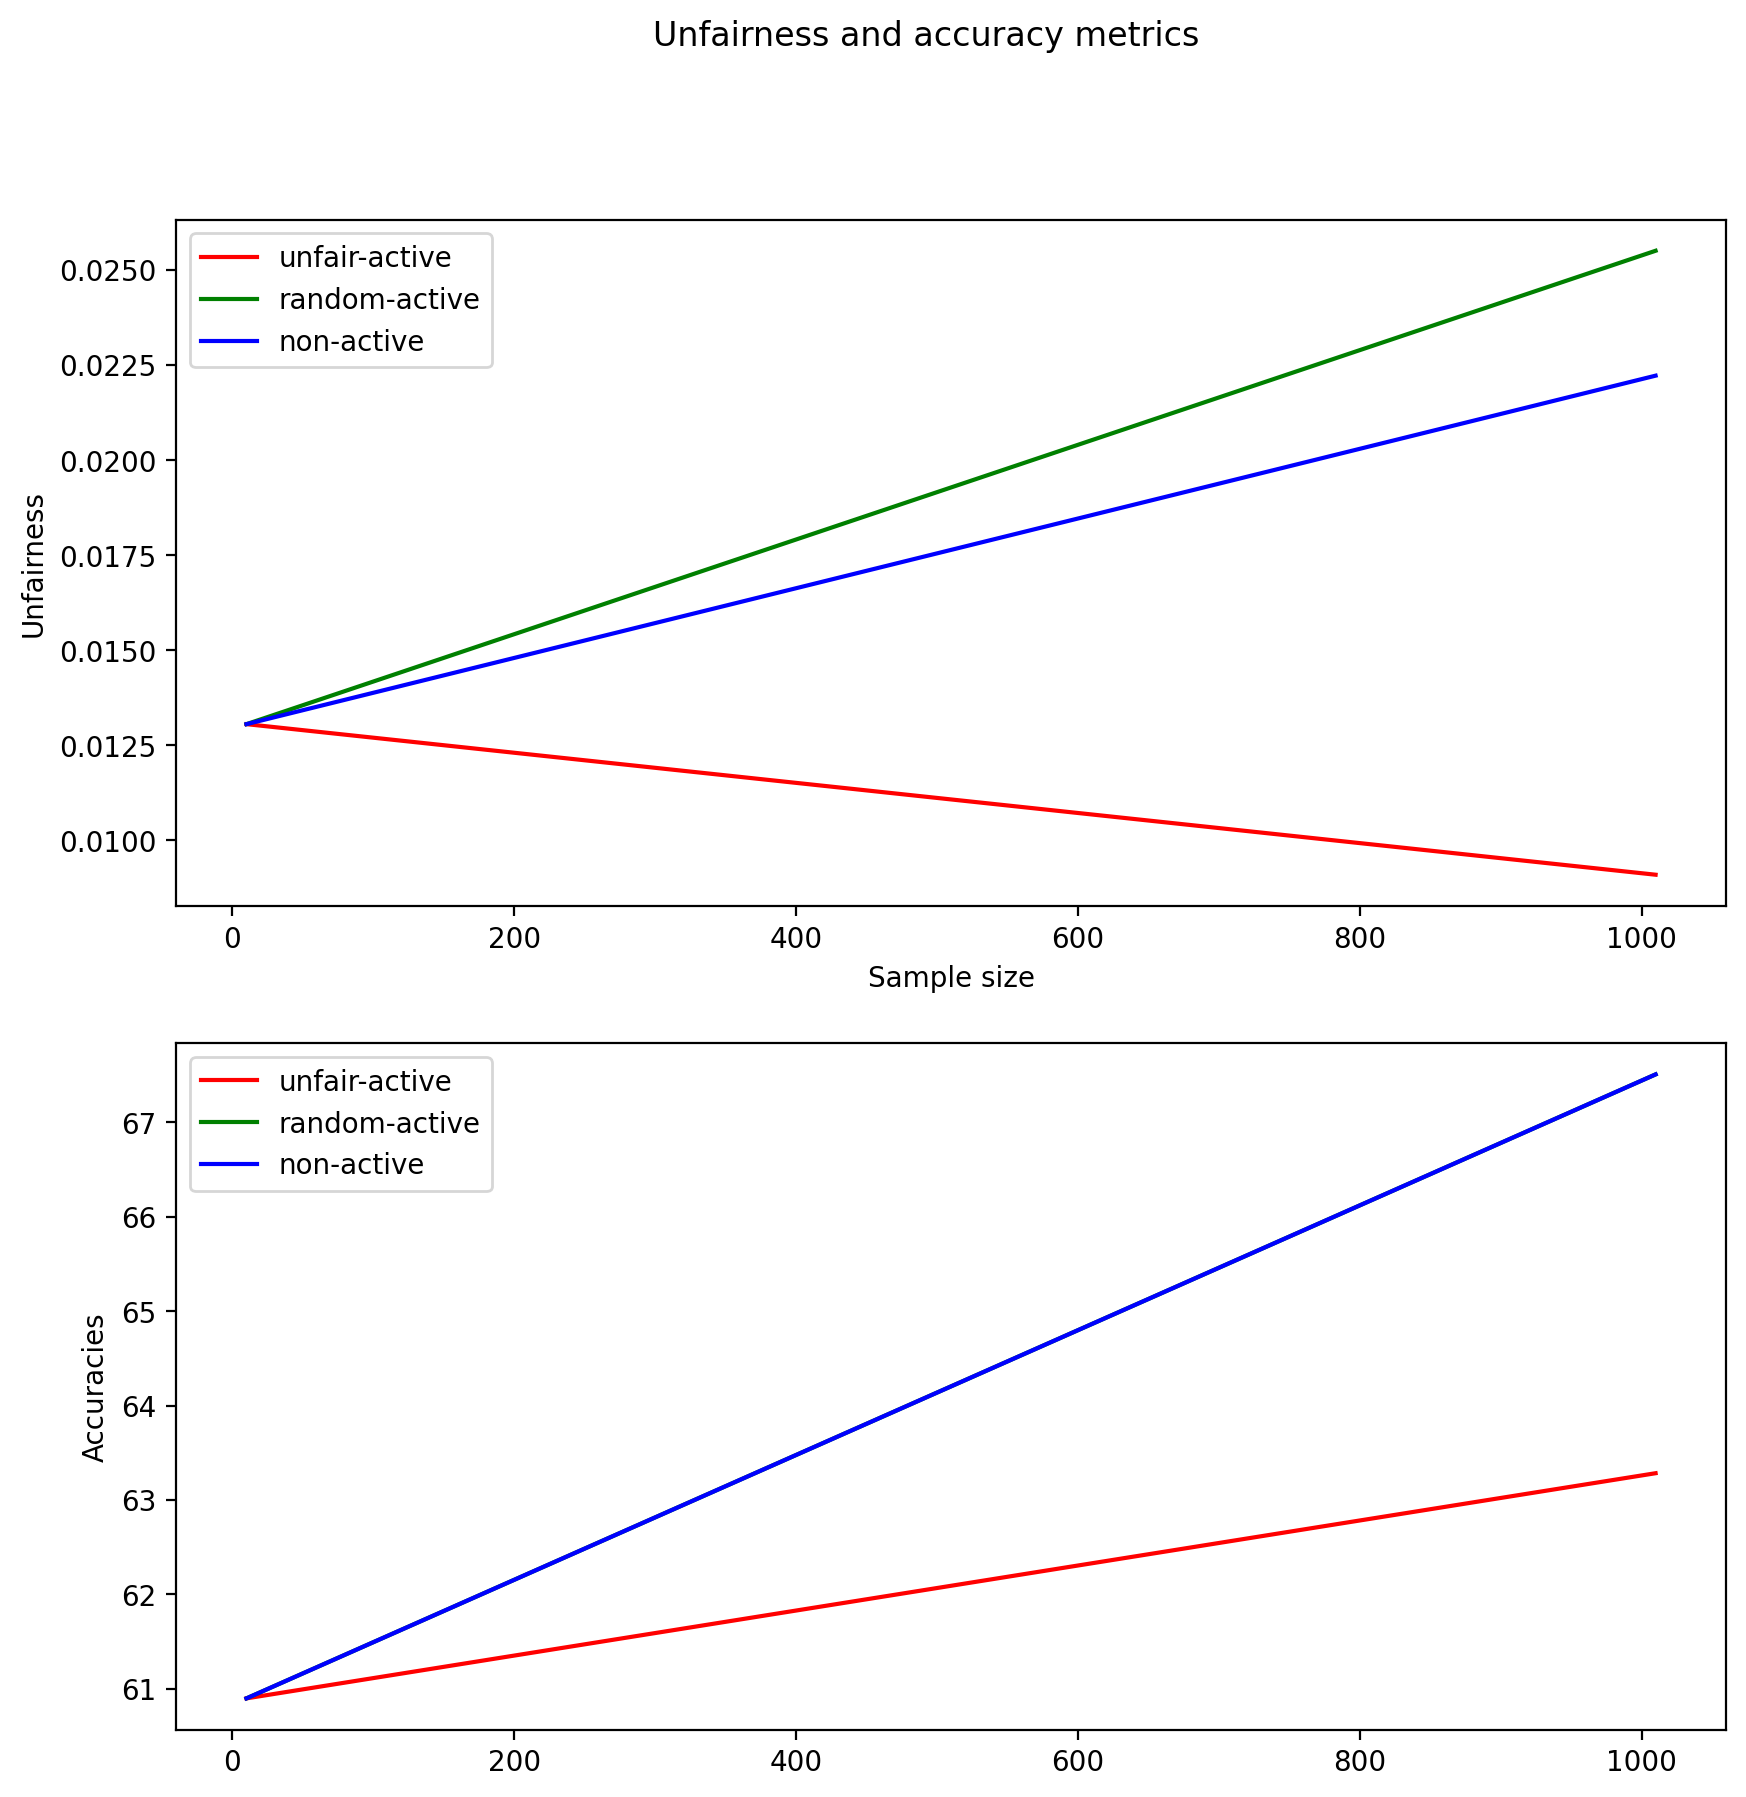 Unfairness and accuracy metrics
unfair-active
random-active
non-active
0.0250
0.0225
0.0200
0.0175
0.0150
0.0125
0.0100
Unfairness
0 200 400 600 800 1000
Sample size
unfair-active
random-active
non-active
67
66
65
64
63
62
61
Accuracies
0 200 400 600 800 1000